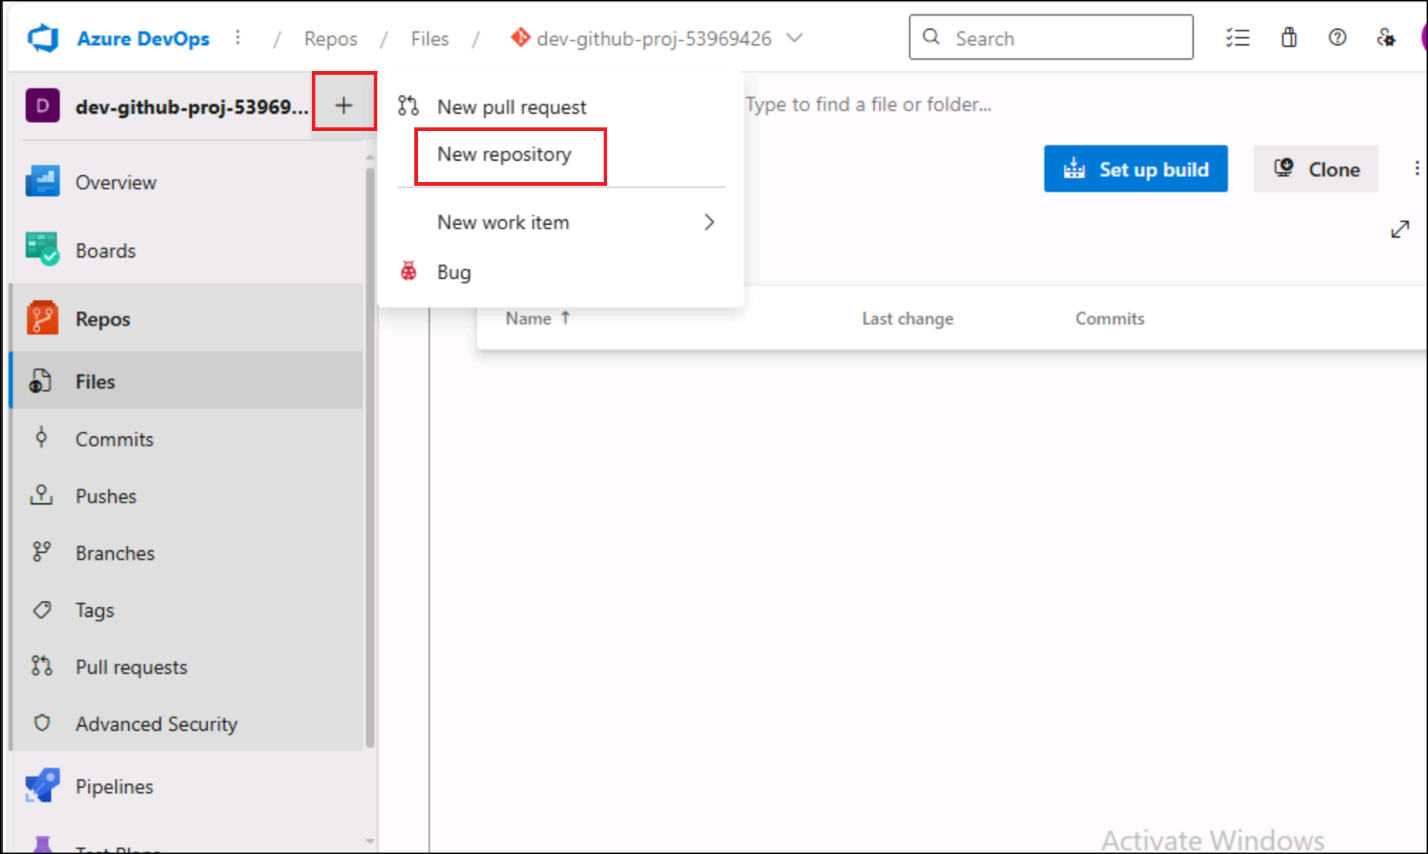 Azure DevOps / Repos / Files / dev-github-proj-53969426
Search
D dev-github-proj-53969... +
New pull request
Type to find a file or folder...
New repository
Set up build
Clone
Overview
New work item
Boards
Bug
Repos
Name ↑ Last change Commits
Files
Commits
Pushes
Branches
Tags
Pull requests
Advanced Security
Pipelines
Test Plans
Activate Windows